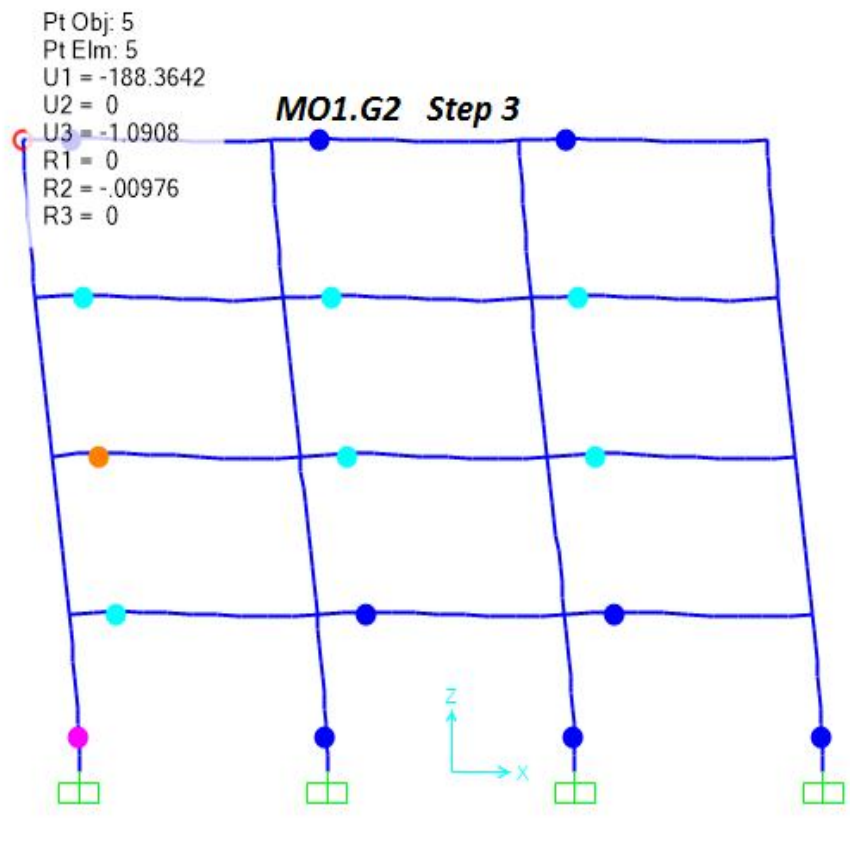 Pt Obj: 5
Pt Elm: 5
U1 = -188.3642
U2 = 0
U3 = -1.0908
R1 = 0
R2 = -.00976
R3 = 0
MO1.G2 Step 3
Z
X